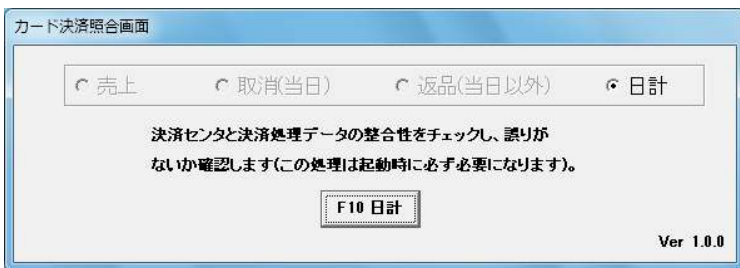 カード決済照合画面
売上 取消(当日) 返品(当日以外) 日計
決済センタと決済処理データの整合性をチェックし、誤りが
ないか確認します(この処理は起動時に必ず必要になります)。
F10 日計
Ver 1.0.0